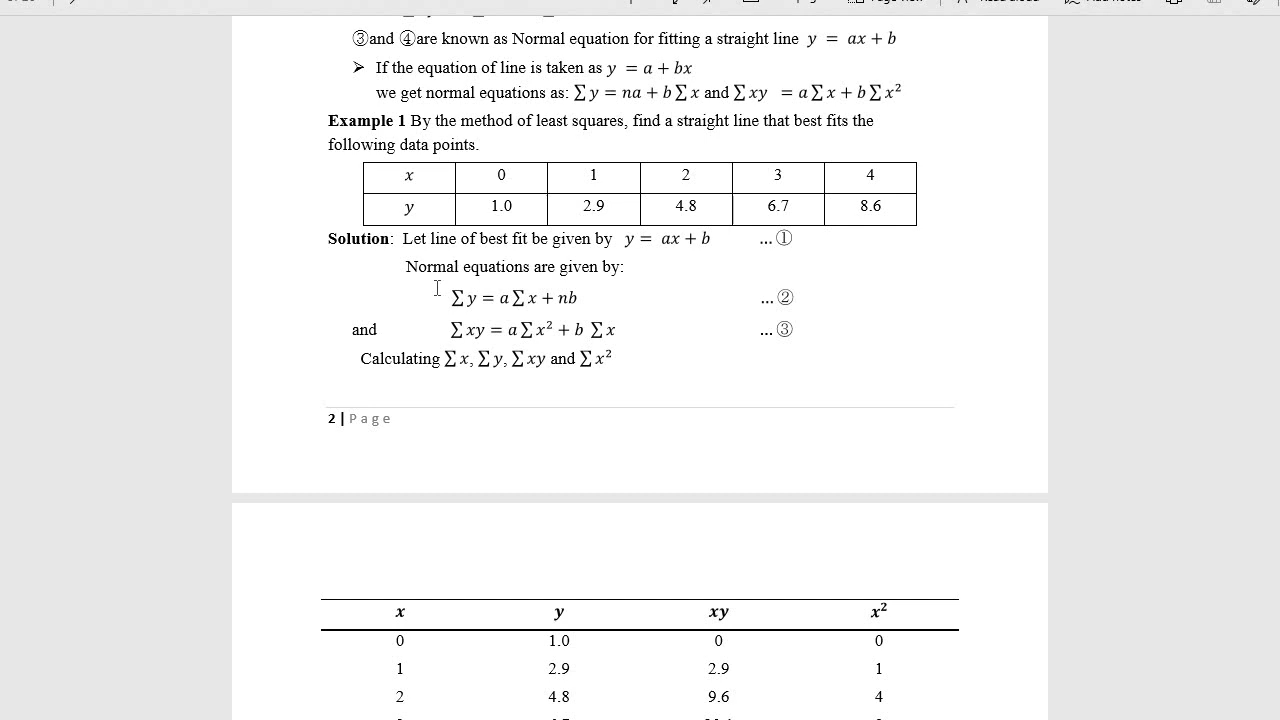 ③and ④are known as Normal equation for fitting a straight line y = ax + b
➤ If the equation of line is taken as y = a + bx
we get normal equations as: ∑ y = na + b ∑ x and ∑ xy = a ∑ x + b ∑ x²
Example 1 By the method of least squares, find a straight line that best fits the
following data points.
x 0 1 2 3 4
y 1.0 2.9 4.8 6.7 8.6
Solution: Let line of best fit be given by y = ax + b ... ①
Normal equations are given by:
∑ y = a ∑ x + nb ... ②
and ∑ xy = a ∑ x² + b ∑ x ... ③
Calculating ∑ x, ∑ y, ∑ xy and ∑ x²
2 | Page
x y xy x²
0 1.0 0 0
1 2.9 2.9 1
2 4.8 9.6 4